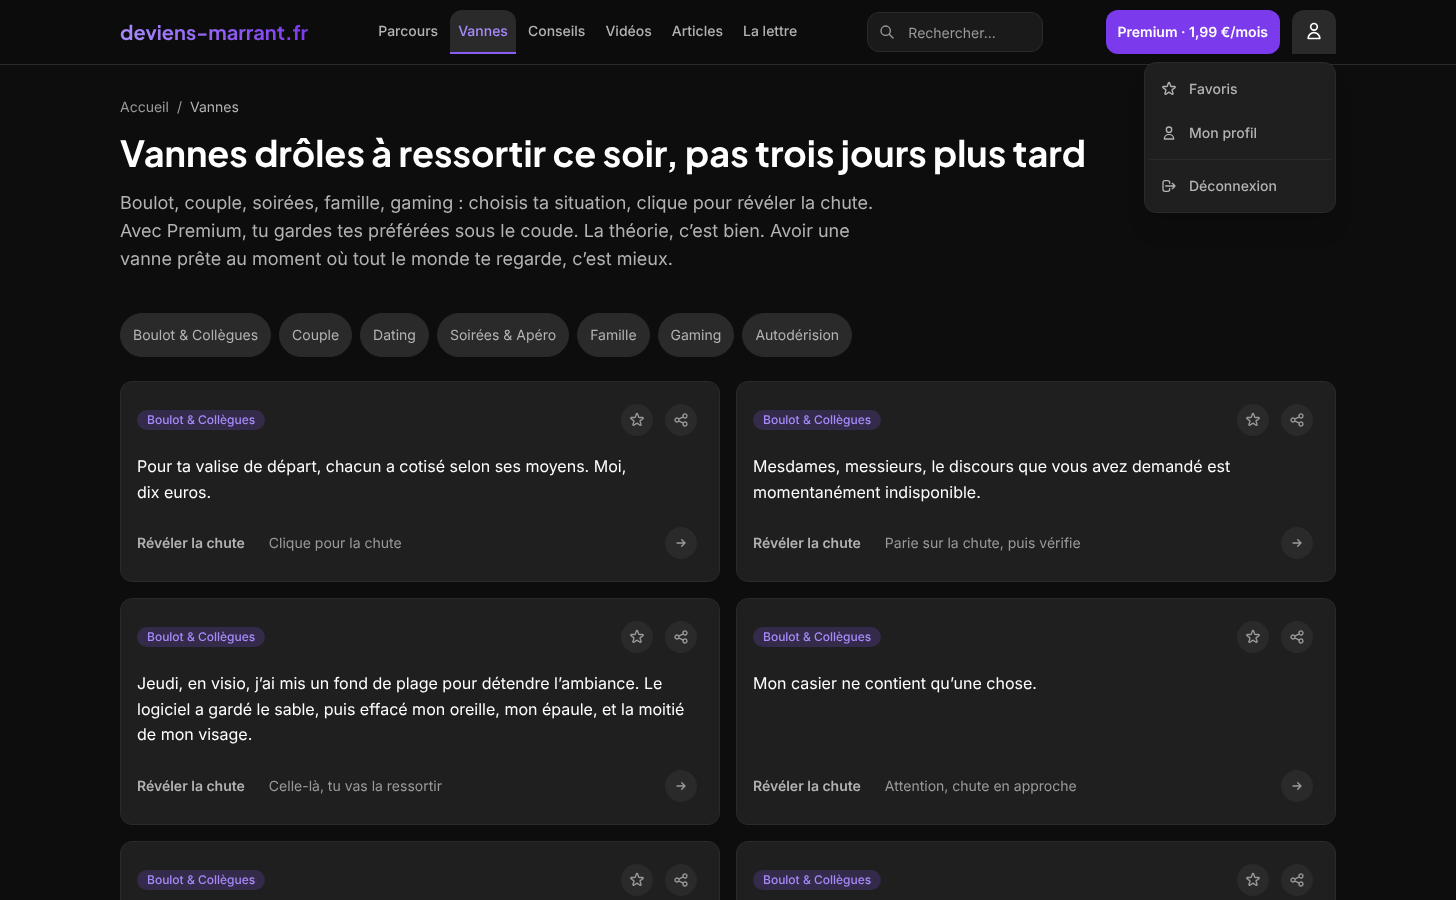 deviens-marrant.fr
Parcours
Vannes
Conseils
Vidéos
Articles
La lettre
Rechercher...
Premium · 1,99 €/mois
Favoris
Mon profil
Déconnexion
Accueil / Vannes
Vannes drôles à ressortir ce soir, pas trois jours plus tard
Boulot, couple, soirées, famille, gaming : choisis ta situation, clique pour révéler la chute.
Avec Premium, tu gardes tes préférées sous le coude. La théorie, c’est bien. Avoir une
vanne prête au moment où tout le monde te regarde, c’est mieux.
Boulot & Collègues
Couple
Dating
Soirées & Apéro
Famille
Gaming
Autodérision
Boulot & Collègues
Pour ta valise de départ, chacun a cotisé selon ses moyens. Moi,
dix euros.
Révéler la chute
Clique pour la chute
Boulot & Collègues
Mesdames, messieurs, le discours que vous avez demandé est
momentanément indisponible.
Révéler la chute
Parie sur la chute, puis vérifie
Boulot & Collègues
Jeudi, en visio, j’ai mis un fond de plage pour détendre l’ambiance. Le
logiciel a gardé le sable, puis effacé mon oreille, mon épaule, et la moitié
de mon visage.
Révéler la chute
Celle-là, tu vas la ressortir
Boulot & Collègues
Mon casier ne contient qu’une chose.
Révéler la chute
Attention, chute en approche
Boulot & Collègues
Boulot & Collègues